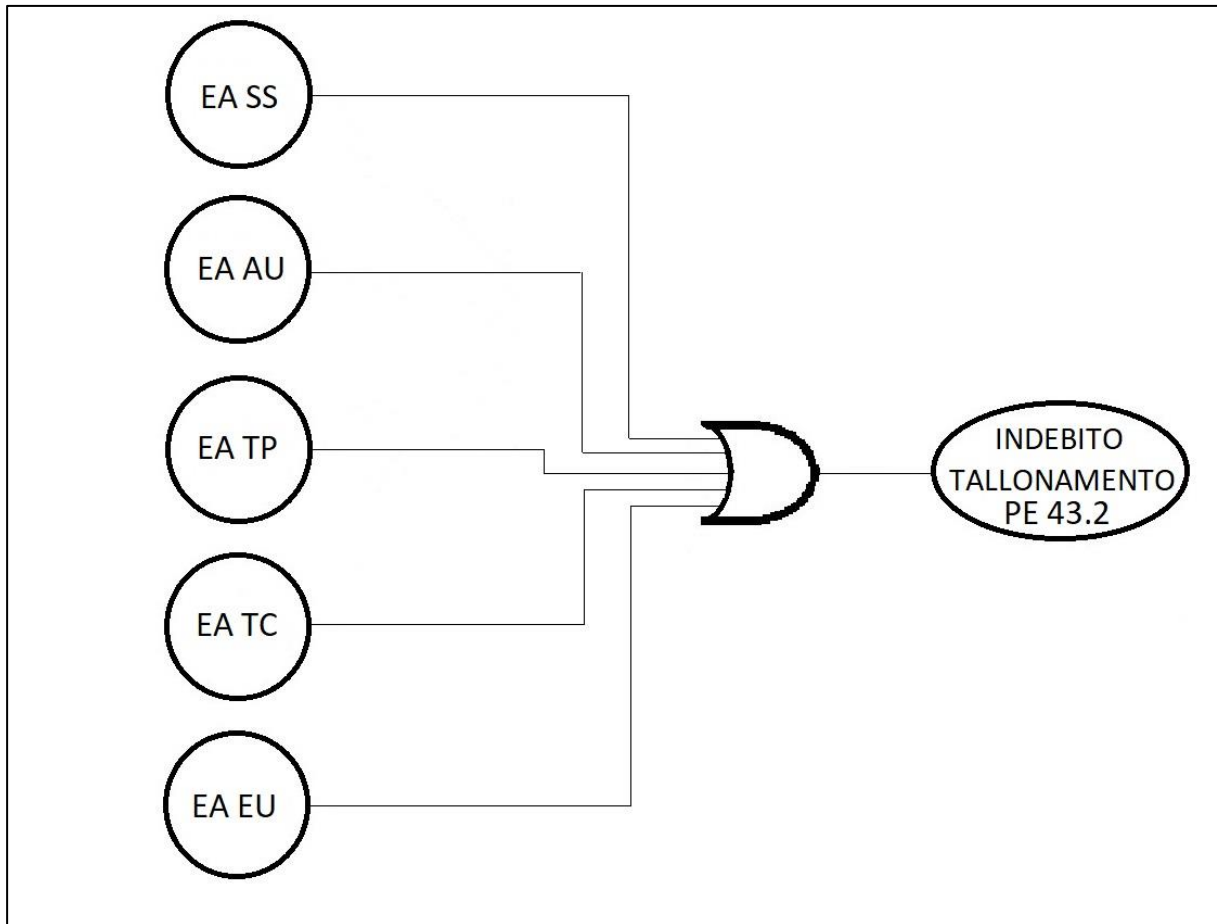 EA SS
EA AU
EA TP
EA TC
EA EU
INDEBITO
TALLONAMENTO
PE 43.2